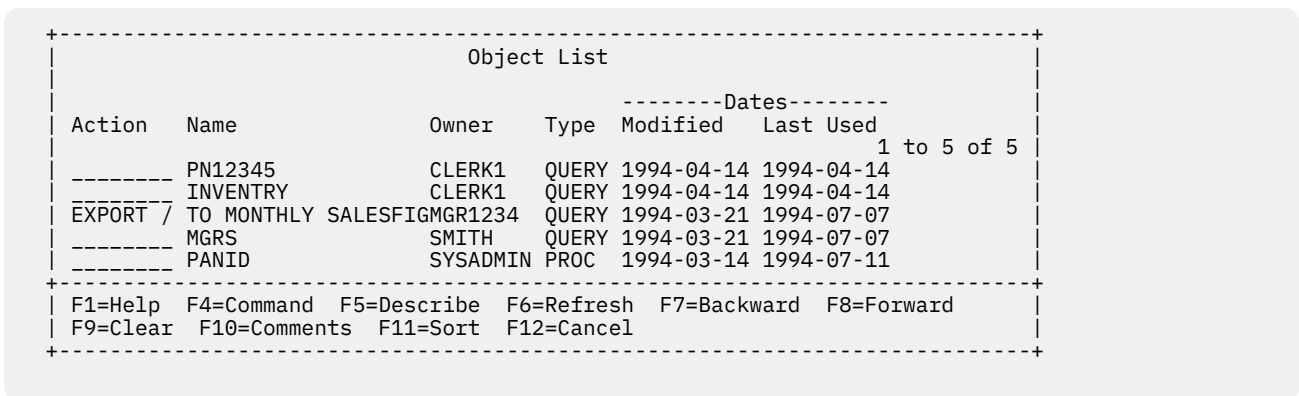 +----------------------------------------------------------------------------+
|                                Object List                                 |
|                                                                            |
|                                            --------Dates--------           |
| Action   Name               Owner    Type  Modified   Last Used            |
|                                                                1 to 5 of 5 |
| ________ PN12345            CLERK1   QUERY 1994-04-14 1994-04-14           |
| ________ INVENTRY           CLERK1   QUERY 1994-04-14 1994-04-14           |
| EXPORT / TO MONTHLY SALESFIGMGR1234  QUERY 1994-03-21 1994-07-07           |
| ________ MGRS               SMITH    QUERY 1994-03-21 1994-07-07           |
| ________ PANID              SYSADMIN PROC  1994-03-14 1994-07-11           |
+----------------------------------------------------------------------------+
| F1=Help  F4=Command  F5=Describe  F6=Refresh  F7=Backward  F8=Forward      |
| F9=Clear  F10=Comments  F11=Sort  F12=Cancel                               |
+----------------------------------------------------------------------------+